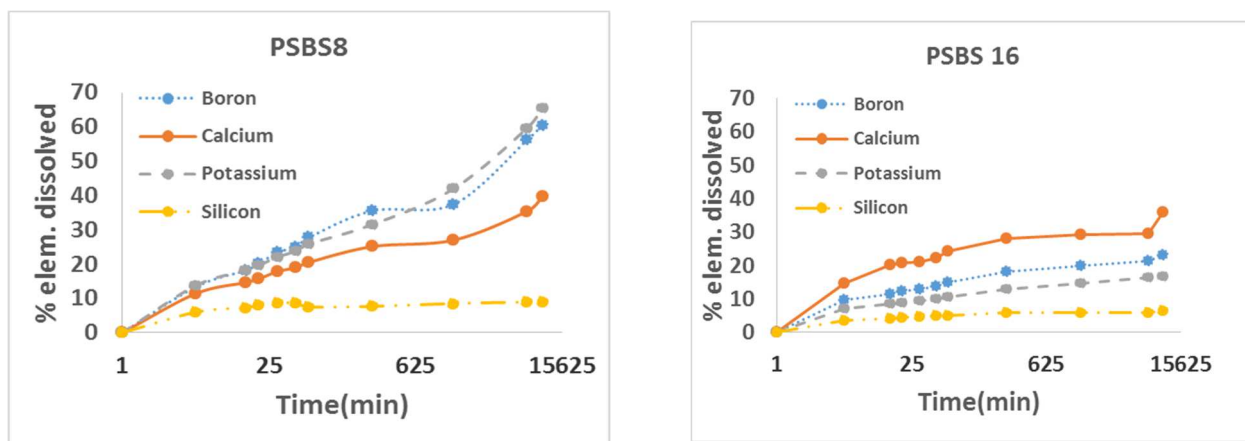 PSBS8
% elem. dissolved
70
60
50
40
30
20
10
0
Boron
Calcium
Potassium
Silicon
1 25 625 15625
Time(min)
PSBS 16
% elem. dissolved
70
60
50
40
30
20
10
0
Boron
Calcium
Potassium
Silicon
1 25 625 15625
Time(min)